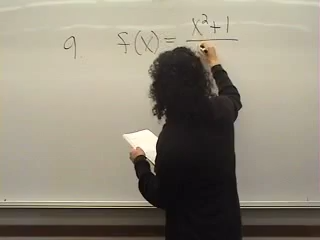 9 f(x) = x²+1